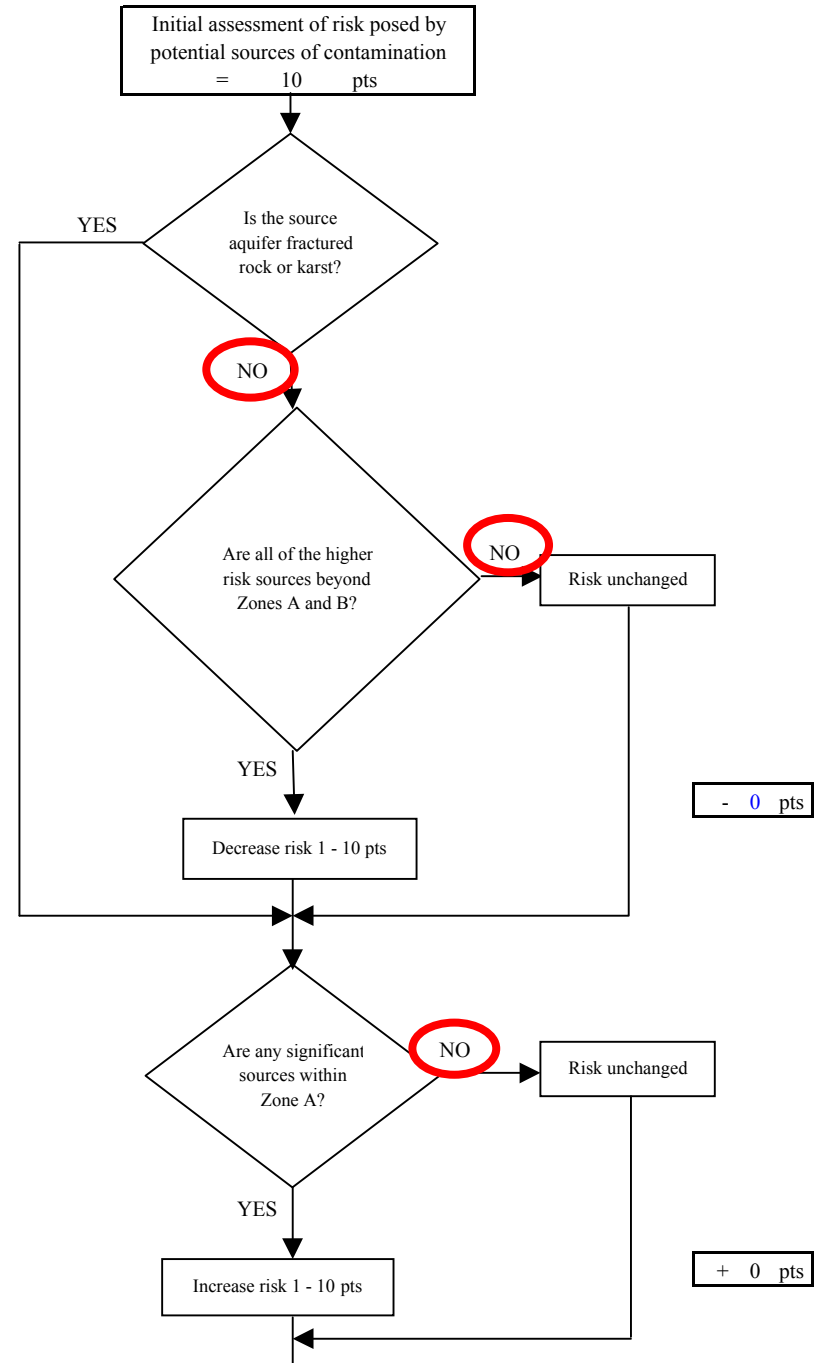 Initial assessment of risk posed by
potential sources of contamination
= 10 pts
YES
Is the source
aquifer fractured
rock or karst?
NO
Are all of the higher
risk sources beyond
Zones A and B?
NO
Risk unchanged
YES
- 0 pts
Decrease risk 1 - 10 pts
Are any significant
sources within
Zone A?
NO
Risk unchanged
YES
+ 0 pts
Increase risk 1 - 10 pts